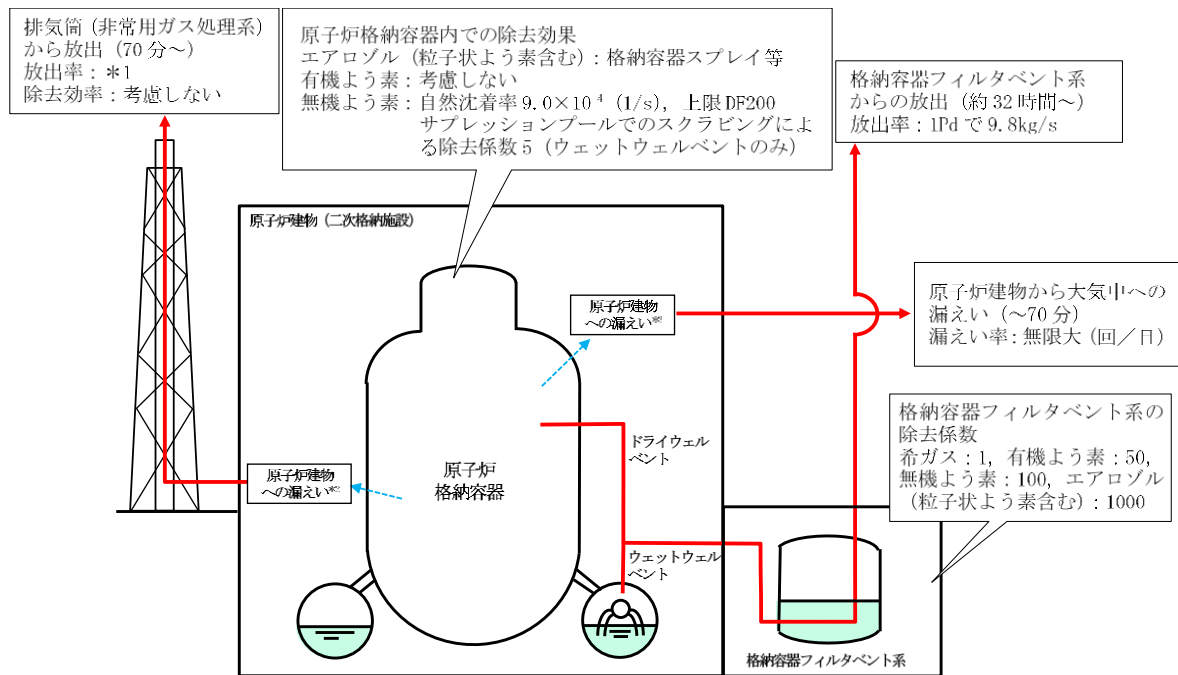 排気筒（非常用ガス処理系）
から放出（70 分～）
放出率：＊1
除去効率：考慮しない
原子炉格納容器内での除去効果
エアロゾル（粒子状よう素含む）：格納容器スプレイ等
有機よう素：考慮しない
無機よう素：自然沈着率 9.0×10⁻⁴（1/s），上限 DF200
サプレッションプールでのスクラビングによ
る除去係数 5（ウェットウェルベントのみ）
格納容器フィルタベント系
からの放出（約 32 時間～）
放出率：1Pd で 9.8kg/s
原子炉建物（二次格納施設）
原子炉建物
への漏えい※2
原子炉建物から大気中への
漏えい（～70 分）
漏えい率：無限大（回／日）
格納容器フィルタベント系の
除去係数
希ガス：1，有機よう素：50，
無機よう素：100，エアロゾル
（粒子状よう素含む）：1000
ドライウェル
ベント
原子炉
格納容器
原子炉建物
への漏えい※2
ウェットウェル
ベント
格納容器フィルタベント系